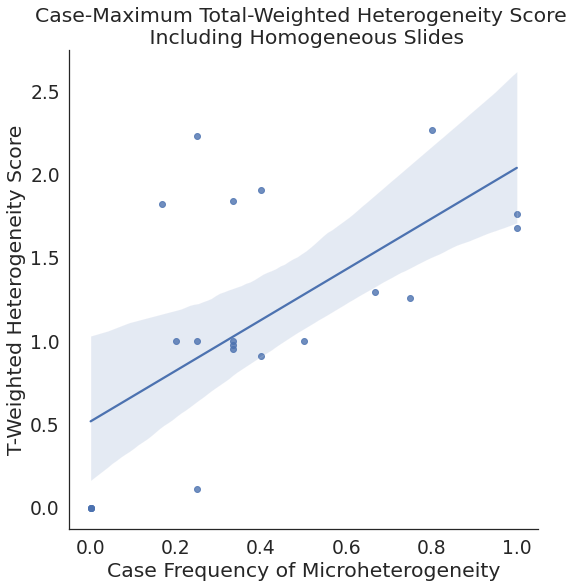 Case-Maximum Total-Weighted Heterogeneity Score
Including Homogeneous Slides
T-Weighted Heterogeneity Score
2.5
2.0
1.5
1.0
0.5
0.0
0.0 0.2 0.4 0.6 0.8 1.0
Case Frequency of Microheterogeneity